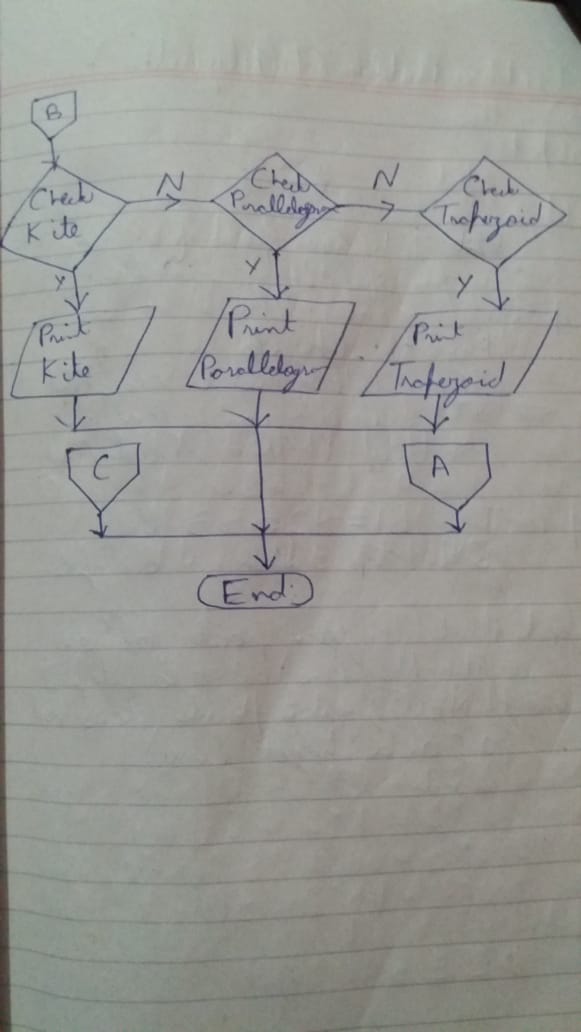 B
Check
Kite
N
Check
Parallelogram
N
Check
Trapezoid
Y
Y
Y
Print
Kite
Print
Parallelogram
Print
Trapezoid
C
A
End